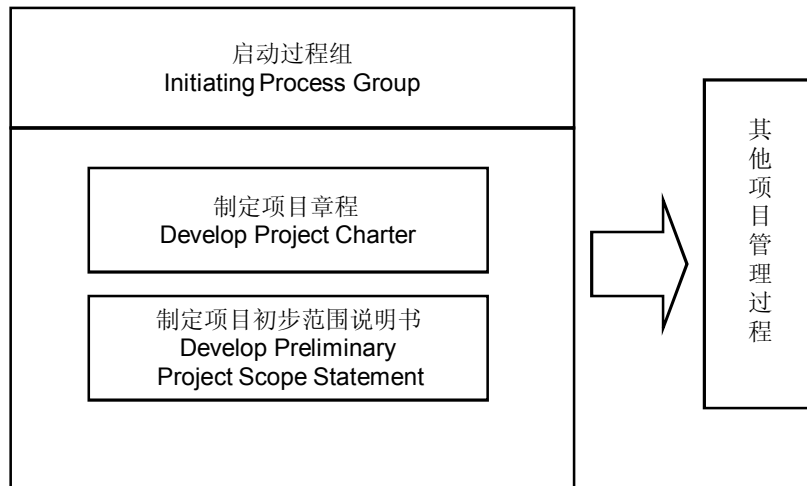 启动过程组
Initiating Process Group
制定项目章程
Develop Project Charter
制定项目初步范围说明书
Develop Preliminary
Project Scope Statement
其他项目管理过程